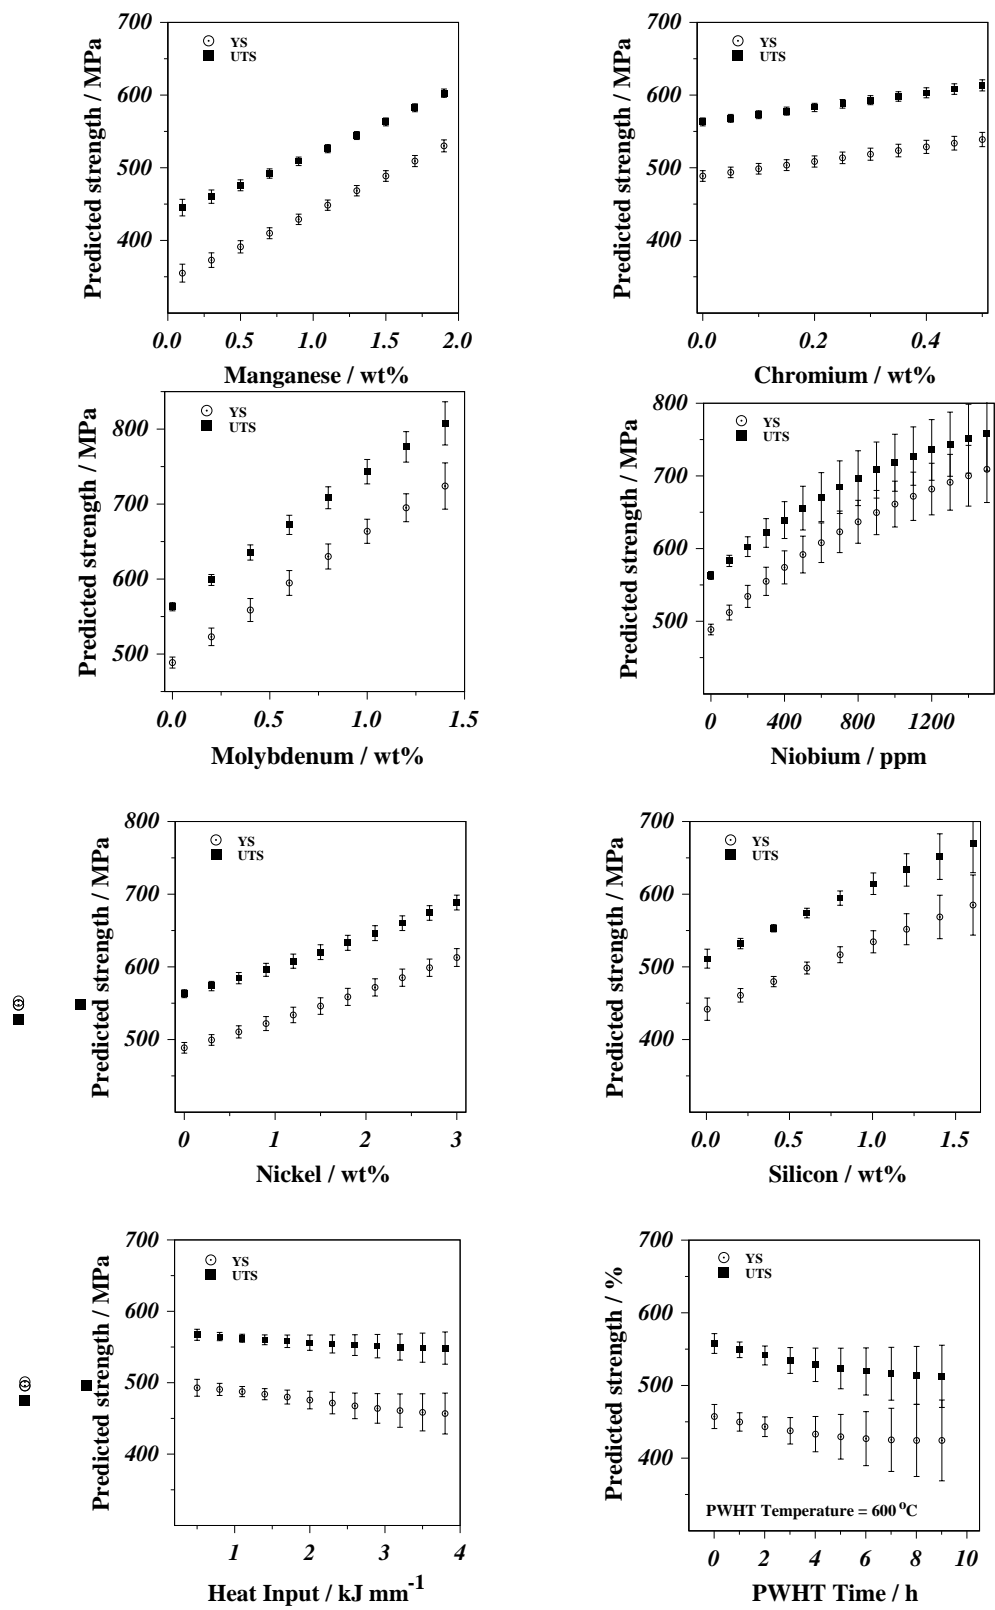 700
600
500
400
YS
UTS
Predicted strength / MPa
0.0 0.5 1.0 1.5 2.0
Manganese / wt%
700
600
500
400
YS
UTS
Predicted strength / MPa
0.0 0.2 0.4
Chromium / wt%
800
700
600
500
YS
UTS
Predicted strength / MPa
0.0 0.5 1.0 1.5
Molybdenum / wt%
800
700
600
500
YS
UTS
Predicted strength / MPa
0 400 800 1200
Niobium / ppm
800
700
600
500
YS
UTS
Predicted strength / MPa
0 1 2 3
Nickel / wt%
700
600
500
400
YS
UTS
Predicted strength / MPa
0.0 0.5 1.0 1.5
Silicon / wt%
700
600
500
400
YS
UTS
Predicted strength / MPa
1 2 3 4
Heat Input / kJ mm⁻¹
700
600
500
400
YS
UTS
Predicted strength / %
PWHT Temperature = 600 °C
0 2 4 6 8 10
PWHT Time / h